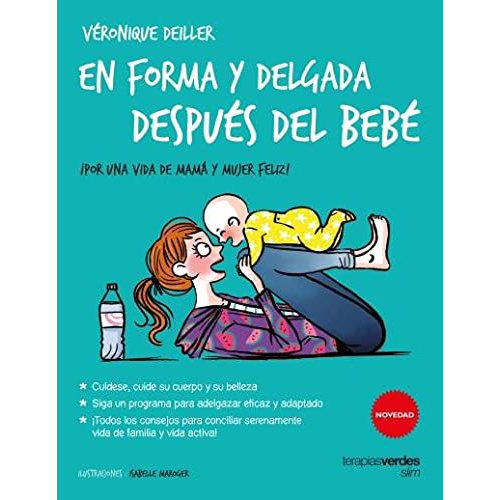 VÉRONIQUE DEILLER
EN FORMA Y DELGADA
DESPUÉS DEL BEBÉ
¡POR UNA VIDA DE MAMÁ Y MUJER FELIZ!
* Cuídese, cuide su cuerpo y su belleza
* Siga un programa para adelgazar eficaz y adaptado
* ¡Todos los consejos para conciliar serenamente
vida de familia y vida activa!
NOVEDAD
ILUSTRACIONES: ISABELLE MAROGER
terapiasverdes
slim